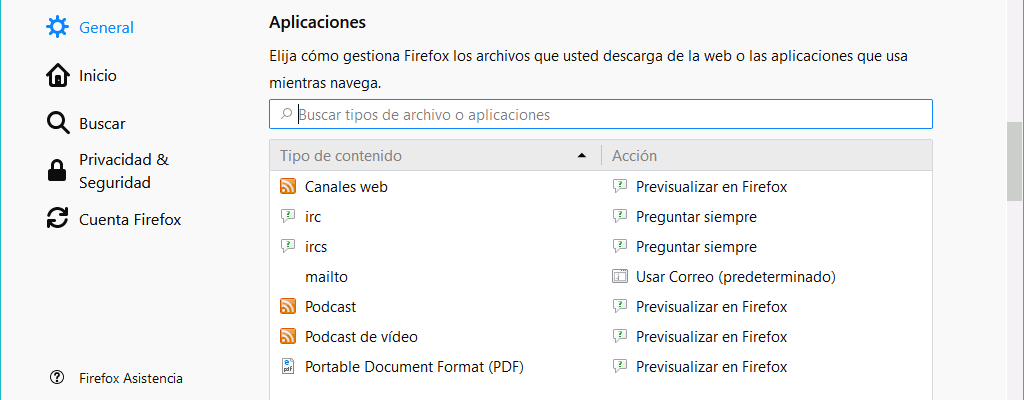 General
Inicio
Buscar
Privacidad &
Seguridad
Cuenta Firefox
Firefox Asistencia
Aplicaciones
Elija cómo gestiona Firefox los archivos que usted descarga de la web o las aplicaciones que usa
mientras navega.
Buscar tipos de archivo o aplicaciones
Tipo de contenido Acción
Canales web Previsualizar en Firefox
irc Preguntar siempre
ircs Preguntar siempre
mailto Usar Correo (predeterminado)
Podcast Previsualizar en Firefox
Podcast de vídeo Previsualizar en Firefox
Portable Document Format (PDF) Previsualizar en Firefox